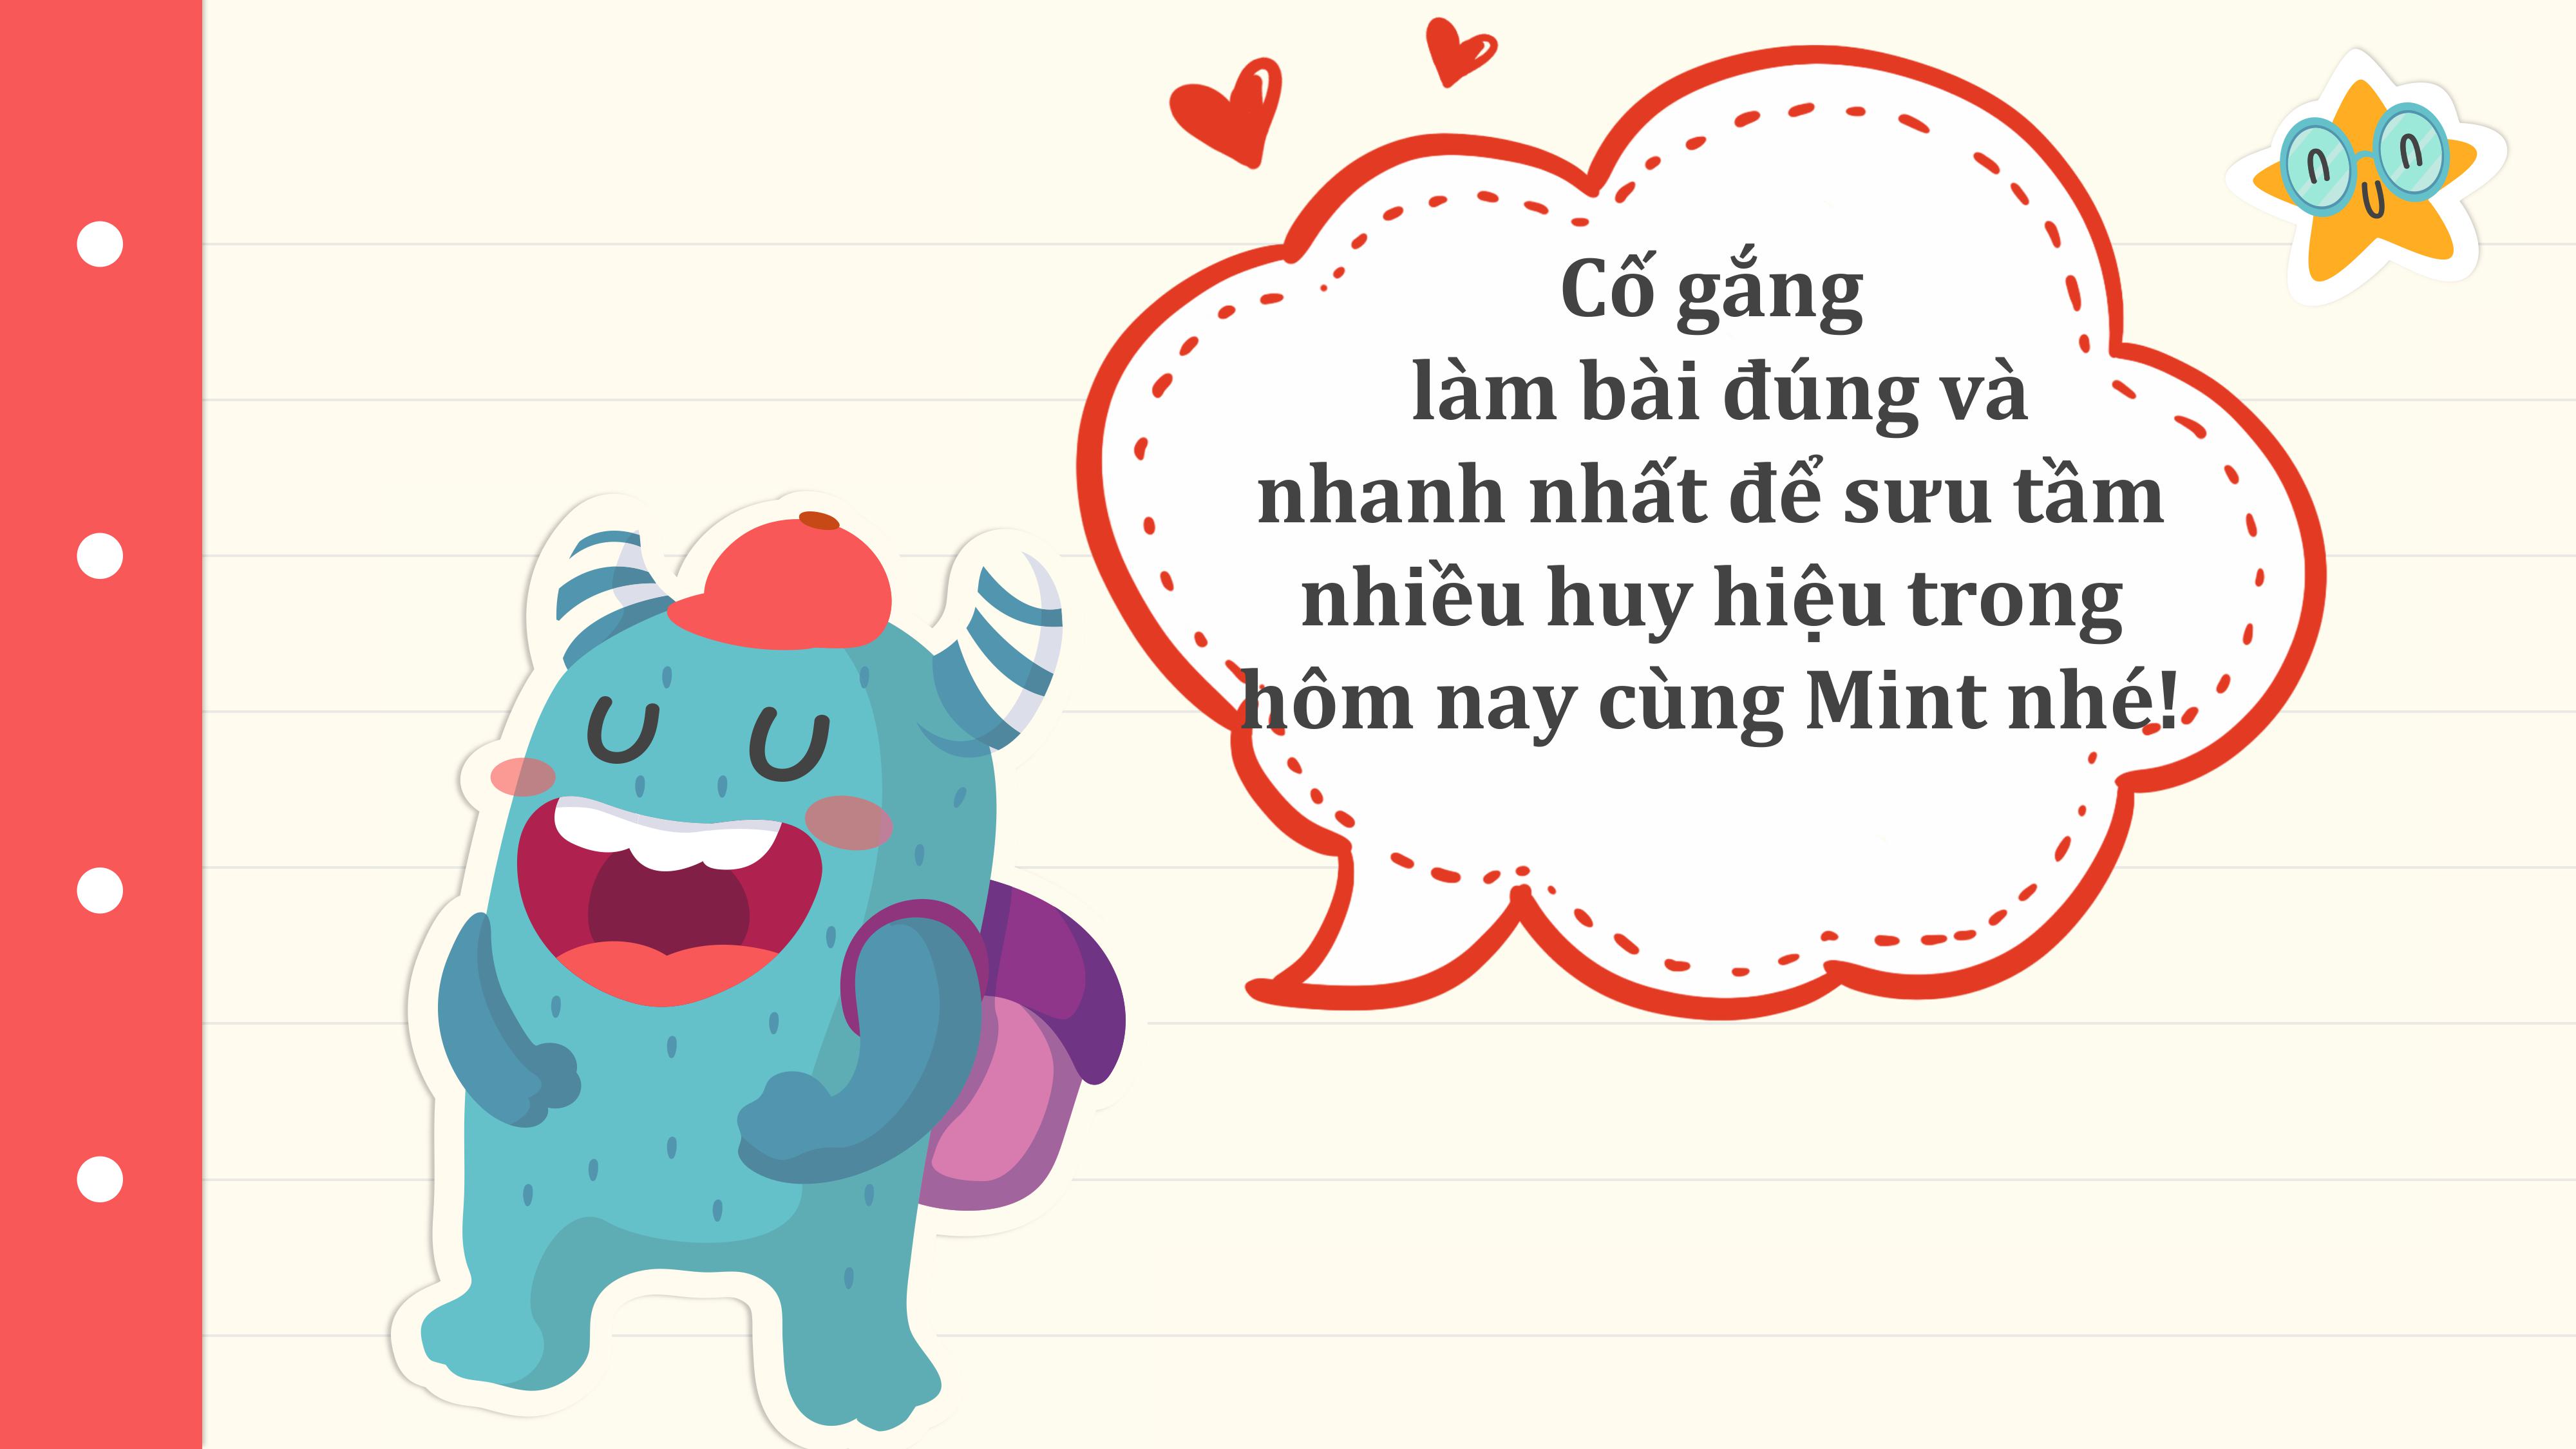 Cố gắng
làm bài đúng và
nhanh nhất để sưu tầm
nhiều huy hiệu trong
hôm nay cùng Mint nhé!